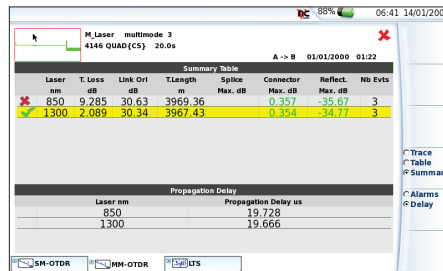 88% 06:41 14/01/200
M_Laser multimode 3
4146 QUAD{CS} 20.0s
A -> B 01/01/2000 01:22
Summary Table
Laser T. Loss Link Orl T.Length Splice Connector Reflect. Nb Evts
nm dB dB m Max. dB Max. dB Max. dB
850 9.285 30.63 3969.36 0.357 -35.67 3
1300 2.089 30.34 3967.43 0.354 -34.77 3
Trace
Table
Summar
Alarms
Delay
Propagation Delay
Laser nm Propagation Delay us
850 19.728
1300 19.666
SM-OTDR MM-OTDR LTS